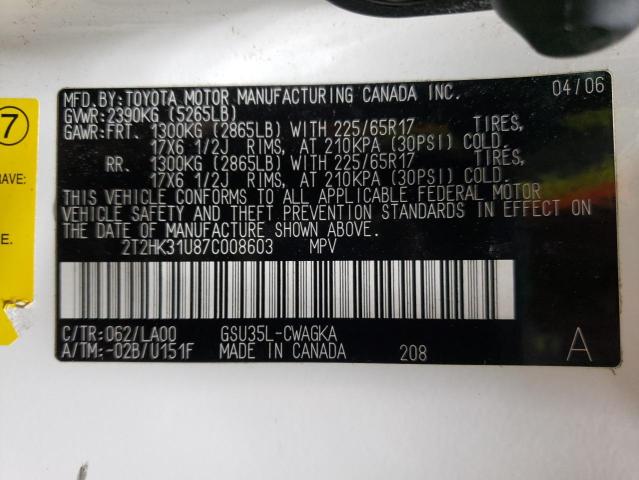 MFD.BY:TOYOTA MOTOR MANUFACTURING CANADA INC. 04/06
GVWR:2390KG (5265LB)
GAWR:FRT. 1300KG (2865LB) WITH 225/65R17 TIRES,
17X6 1/2J RIMS, AT 210KPA (30PSI) COLD.
RR. 1300KG (2865LB) WITH 225/65R17 TIRES,
17X6 1/2J RIMS, AT 210KPA (30PSI) COLD.
THIS VEHICLE CONFORMS TO ALL APPLICABLE FEDERAL MOTOR
VEHICLE SAFETY AND THEFT PREVENTION STANDARDS IN EFFECT ON
THE DATE OF MANUFACTURE SHOWN ABOVE.
2T2HK31U87C008603 MPV
C/TR:062/LA00 GSU35L-CWAGKA
A/TM:-02B/U151F MADE IN CANADA 208 A
7
RAVE: